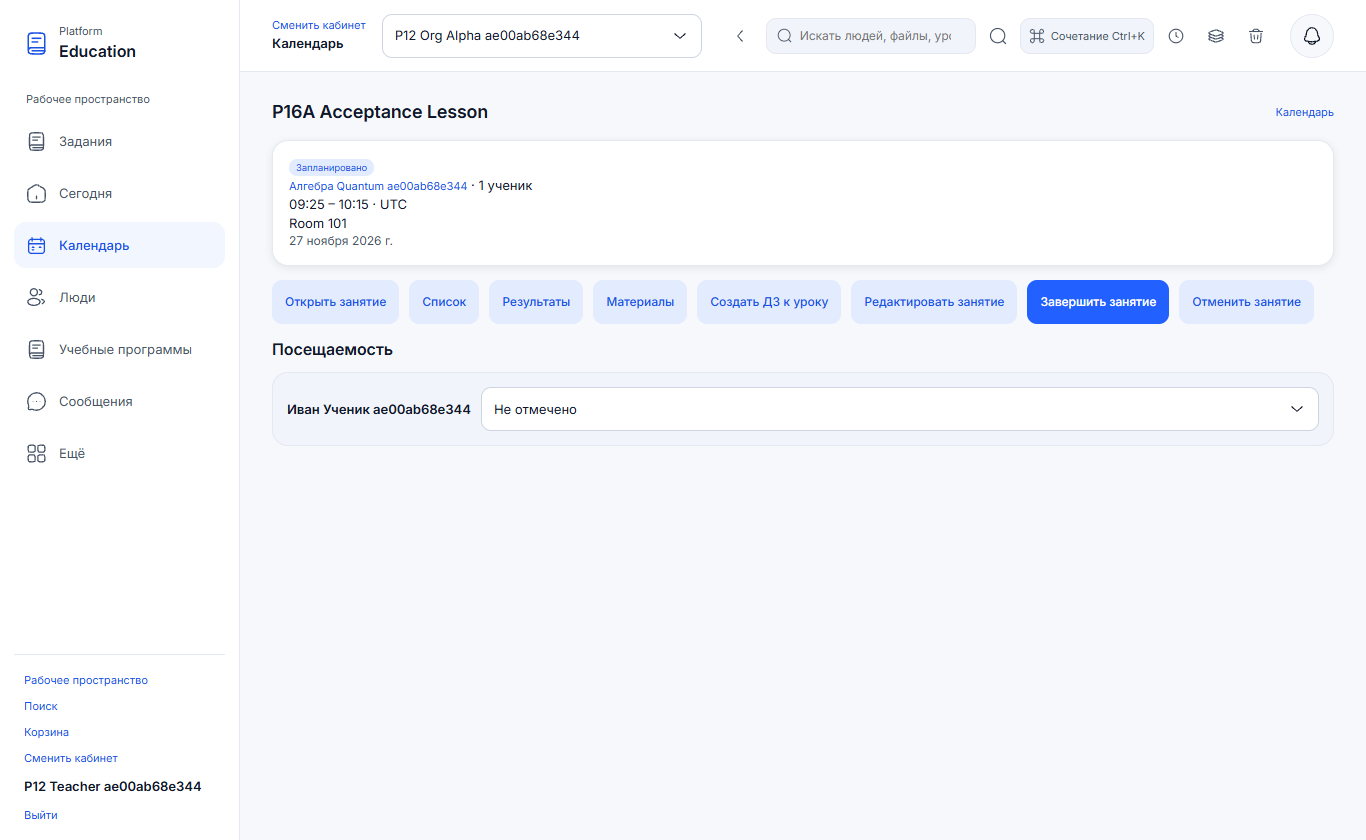 Platform
Education
Рабочее пространство
Задания
Сегодня
Календарь
Люди
Учебные программы
Сообщения
Ещё
Рабочее пространство
Поиск
Корзина
Сменить кабинет
P12 Teacher ae00ab68e344
Выйти
Сменить кабинет
Календарь
P12 Org Alpha ae00ab68e344
Искать людей, файлы, уро
Сочетание Ctrl+K
P16A Acceptance Lesson
Календарь
Запланировано
Алгебра Quantum ae00ab68e344 · 1 ученик
09:25 – 10:15 · UTC
Room 101
27 ноября 2026 г.
Открыть занятие
Список
Результаты
Материалы
Создать ДЗ к уроку
Редактировать занятие
Завершить занятие
Отменить занятие
Посещаемость
Иван Ученик ae00ab68e344
Не отмечено